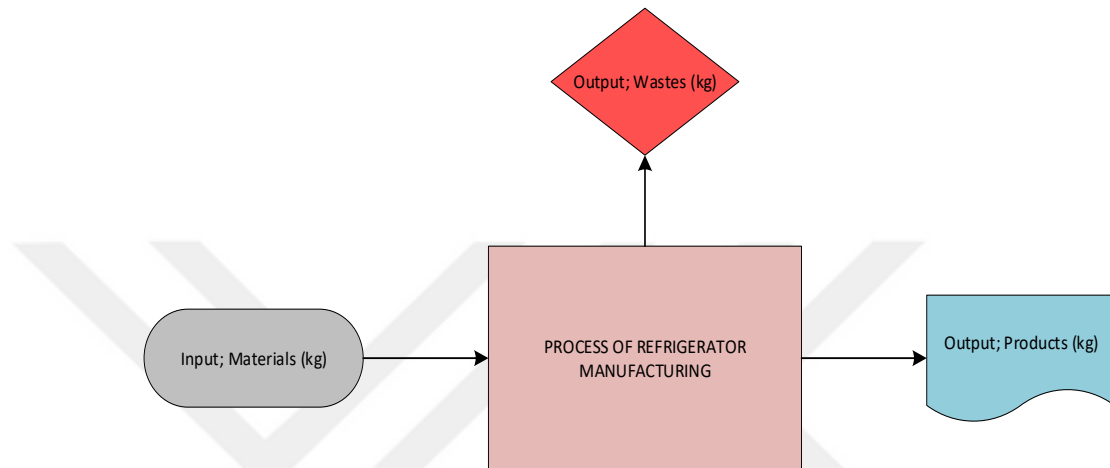 Output; Wastes (kg)
Input; Materials (kg)
PROCESS OF REFRIGERATOR
MANUFACTURING
Output; Products (kg)